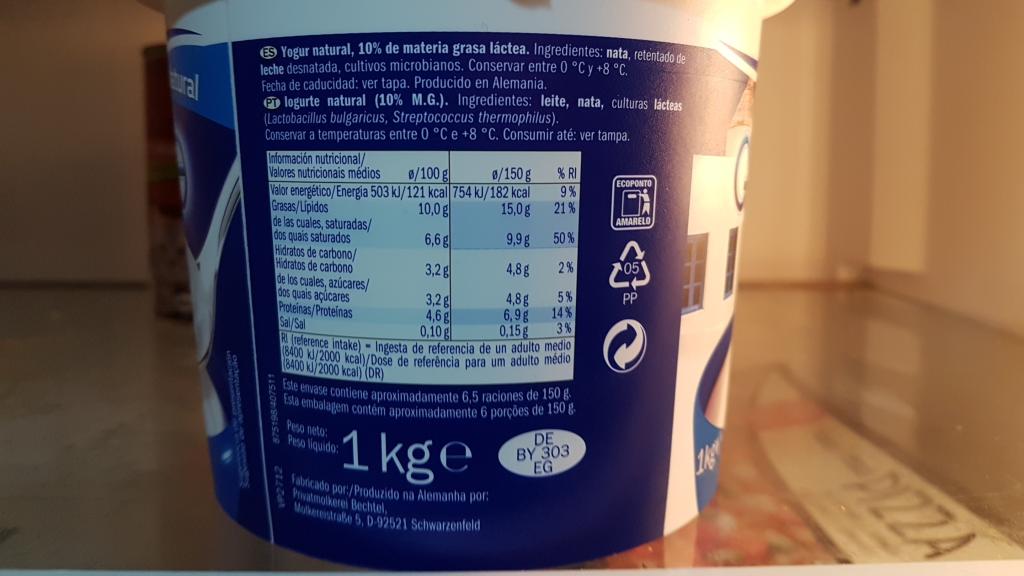 tural
ES Yogur natural, 10% de materia grasa láctea. Ingredientes: nata, retentado de
leche desnatada, cultivos microbianos. Conservar entre 0 °C y +8 °C.
Fecha de caducidad: ver tapa. Producido en Alemania.
PT Iogurte natural (10% M.G.). Ingredientes: leite, nata, culturas lácteas
(Lactobacillus bulgaricus, Streptococcus thermophilus).
Conservar a temperaturas entre 0 °C e +8 °C. Consumir até: ver tampa.
Información nutricional/
Valores nutricionais médios ø/100 g ø/150 g % RI
Valor energético/Energia 503 kJ/121 kcal 754 kJ/182 kcal 9%
Grasas/Lípidos 10,0 g 15,0 g 21%
de las cuales, saturadas/
dos quais saturados 6,6 g 9,9 g 50%
Hidratos de carbono/
Hidratos de carbono 3,2 g 4,8 g 2%
de los cuales, azúcares/
dos quais açúcares 3,2 g 4,8 g 5%
Proteínas/Proteínas 4,6 g 6,9 g 14%
Sal/Sal 0,10 g 0,15 g 3%
RI (reference intake) = Ingesta de referencia de un adulto medio
(8400 kJ/2000 kcal)/Dose de referência para um adulto médio
(8400 kJ/2000 kcal) (DR)
Este envase contiene aproximadamente 6,5 raciones de 150 g.
Esta embalagem contém aproximadamente 6 porções de 150 g.
Peso neto:
Peso líquido:
1 kg e
DE
BY 303
EG
Fabricado por:/Produzido na Alemanha por:
Privatmolkerei Bechtel,
Molkereistraße 5, D-92521 Schwarzenfeld
ECOPONTO
AMARELO
05
PP
875198.407511
VP2712
1kg
PIZZA